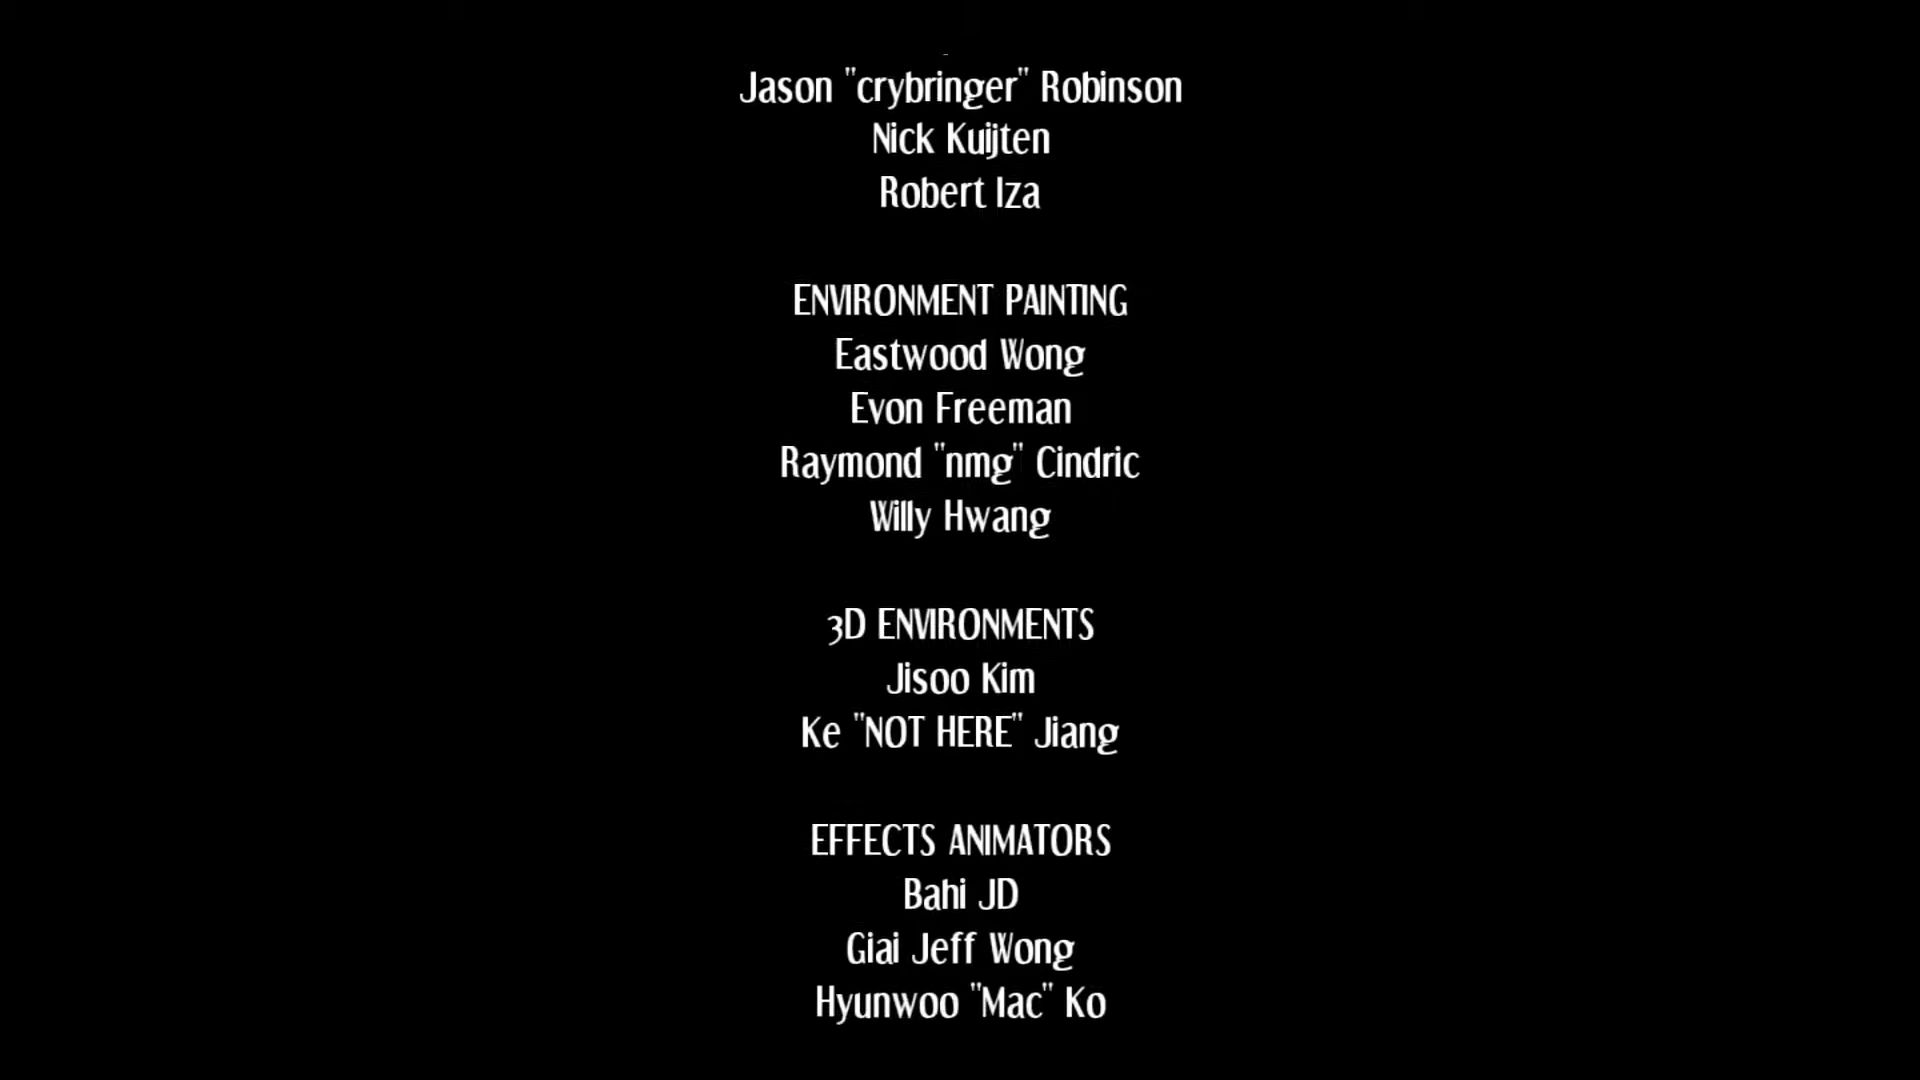 Jason "crybringer" Robinson
Nick Kuijten
Robert Iza
ENVIRONMENT PAINTING
Eastwood Wong
Evon Freeman
Raymond "nmg" Cindric
Willy Hwang
3D ENVIRONMENTS
Jisoo Kim
Ke "NOT HERE" Jiang
EFFECTS ANIMATORS
Bahi JD
Giai Jeff Wong
Hyunwoo "Mac" Ko